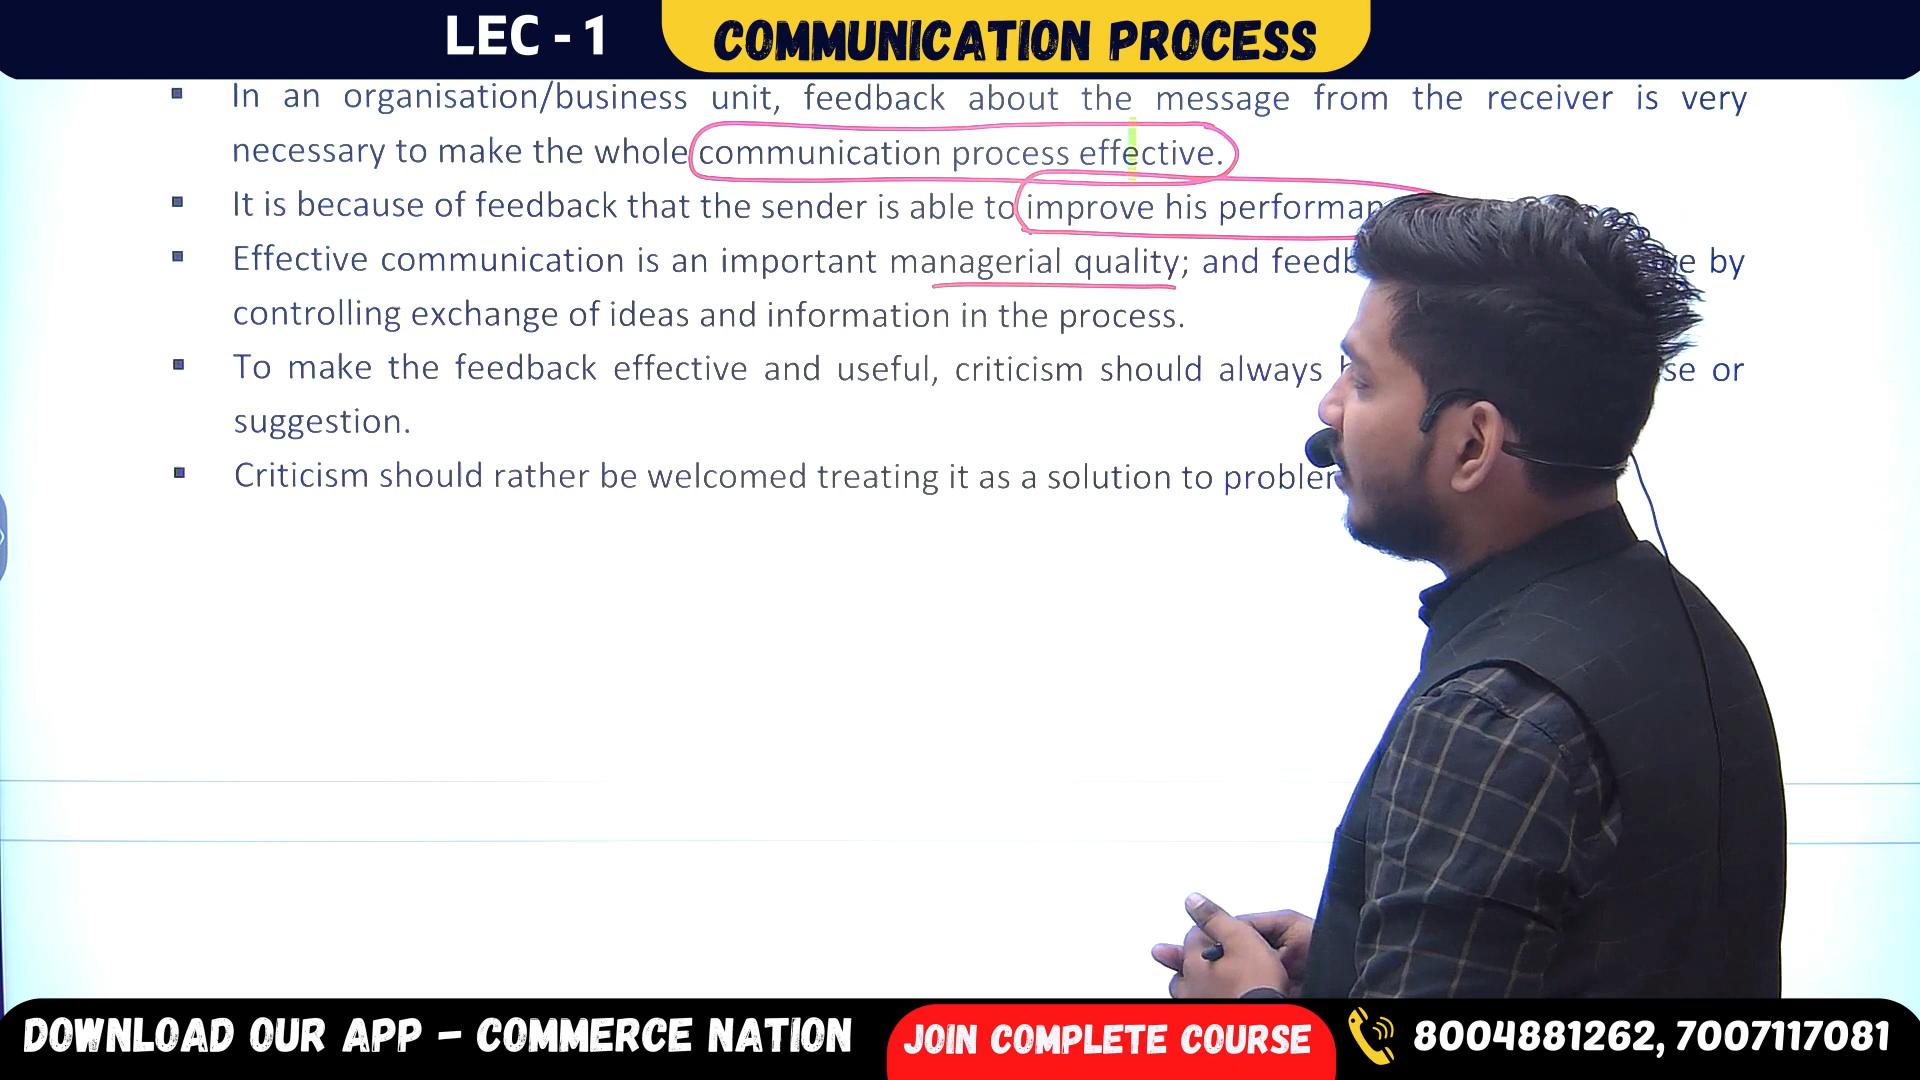 LEC - 1
COMMUNICATION PROCESS
▪ In an organisation/business unit, feedback about the message from the receiver is very
necessary to make the whole communication process effective.
▪ It is because of feedback that the sender is able to improve his
▪ Effective communication is an important managerial quality; and by
controlling exchange of ideas and information in the process.
▪ To make the feedback effective and useful, criticism should always or
suggestion.
▪ Criticism should rather be welcomed treating it as a solution to
DOWNLOAD OUR APP – COMMERCE NATION
JOIN COMPLETE COURSE
8004881262, 7007117081